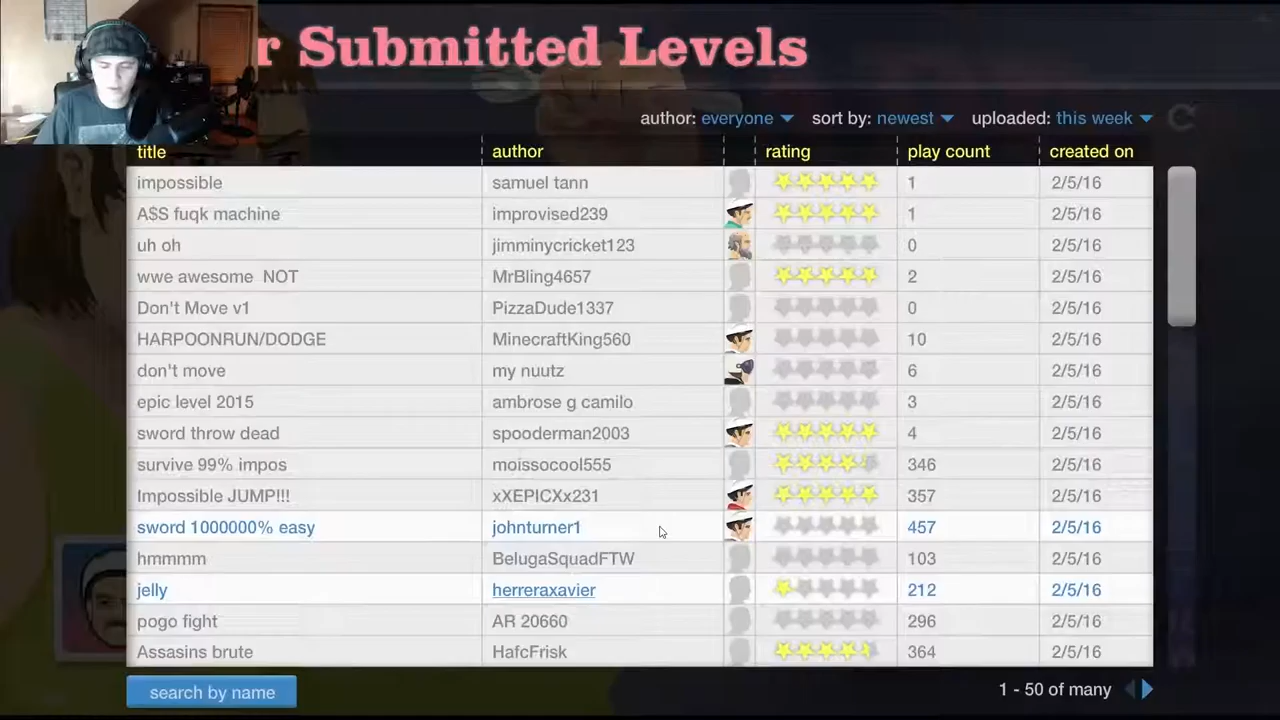 r Submitted Levels
author: everyone sort by: newest uploaded: this week
title author rating play count created on
impossible samuel tann 1 2/5/16
A$S fuqk machine improvised239 1 2/5/16
uh oh jimminycricket123 0 2/5/16
wwe awesome NOT MrBling4657 2 2/5/16
Don't Move v1 PizzaDude1337 0 2/5/16
HARPOONRUN/DODGE MinecraftKing560 10 2/5/16
don't move my nuutz 6 2/5/16
epic level 2015 ambrose g camilo 3 2/5/16
sword throw dead spooderman2003 4 2/5/16
survive 99% impos moissocool555 346 2/5/16
Impossible JUMP!!! xXEPICXx231 357 2/5/16
sword 1000000% easy johnturner1 457 2/5/16
hmmmm BelugaSquadFTW 103 2/5/16
jelly herreraxavier 212 2/5/16
pogo fight AR 20660 296 2/5/16
Assasins brute HafcFrisk 364 2/5/16
search by name 1 - 50 of many